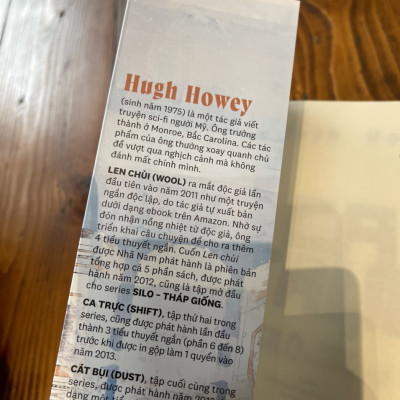 Hugh Howey
(sinh năm 1975) là một tác giả viết
truyện sci-fi người Mỹ. Ông trưởng
thành ở Monroe, Bắc Carolina. Các tác
phẩm của ông thường xoay quanh chủ
đề vượt qua nghịch cảnh mà không
đánh mất chính mình.
LEN CHÙI (WOOL) ra mắt độc giả lần
đầu tiên vào năm 2011 như một truyện
ngắn độc lập, do tác giả tự xuất bản
dưới dạng ebook trên Amazon. Nhờ sự
đón nhận nồng nhiệt từ độc giả, ông
triển khai câu chuyện để cho ra thêm
4 tiểu thuyết ngắn. Cuốn Len chùi
được Nhã Nam phát hành là phiên bản
tổng hợp cả 5 phần sách, được phát
hành năm 2012, cũng là tập mở đầu
cho series SILO – THÁP GIỐNG.
CA TRỰC (SHIFT), tập thứ hai trong
series, cũng được phát hành lần đầu
thành 3 tiểu thuyết ngắn (phần 6 đến 8)
trước khi được in gộp làm 1 quyển vào
năm 2013.
CÁT BỤI (DUST), tập cuối cùng trong
series, được phát hành năm
dạng một